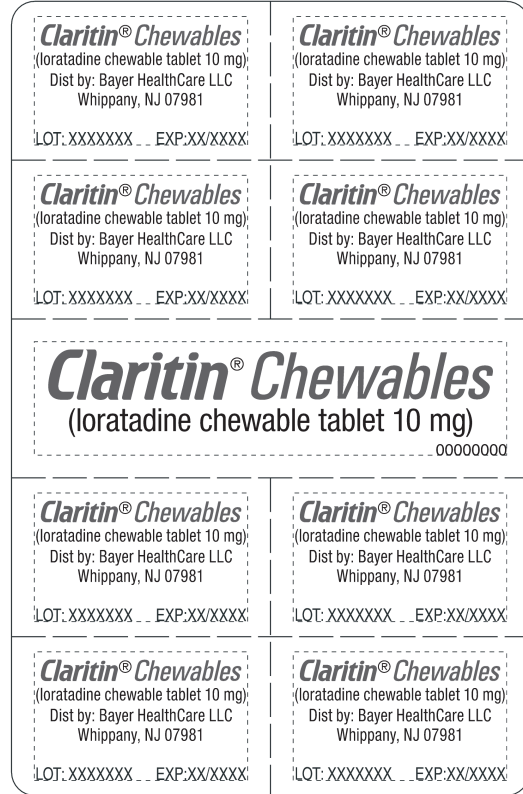 Claritin® Chewables
(loratadine chewable tablet 10 mg)
Dist by: Bayer HealthCare LLC
Whippany, NJ 07981
LOT: XXXXXXX EXP:XX/XXXX
Claritin® Chewables
(loratadine chewable tablet 10 mg)
Dist by: Bayer HealthCare LLC
Whippany, NJ 07981
LOT: XXXXXXX EXP:XX/XXXX
Claritin® Chewables
(loratadine chewable tablet 10 mg)
Dist by: Bayer HealthCare LLC
Whippany, NJ 07981
LOT: XXXXXXX EXP:XX/XXXX
Claritin® Chewables
(loratadine chewable tablet 10 mg)
Dist by: Bayer HealthCare LLC
Whippany, NJ 07981
LOT: XXXXXXX EXP:XX/XXXX
Claritin® Chewables
(loratadine chewable tablet 10 mg)
00000000
Claritin® Chewables
(loratadine chewable tablet 10 mg)
Dist by: Bayer HealthCare LLC
Whippany, NJ 07981
LOT: XXXXXXX EXP:XX/XXXX
Claritin® Chewables
(loratadine chewable tablet 10 mg)
Dist by: Bayer HealthCare LLC
Whippany, NJ 07981
LOT: XXXXXXX EXP:XX/XXXX
Claritin® Chewables
(loratadine chewable tablet 10 mg)
Dist by: Bayer HealthCare LLC
Whippany, NJ 07981
LOT: XXXXXXX EXP:XX/XXXX
Claritin® Chewables
(loratadine chewable tablet 10 mg)
Dist by: Bayer HealthCare LLC
Whippany, NJ 07981
LOT: XXXXXXX EXP:XX/XXXX